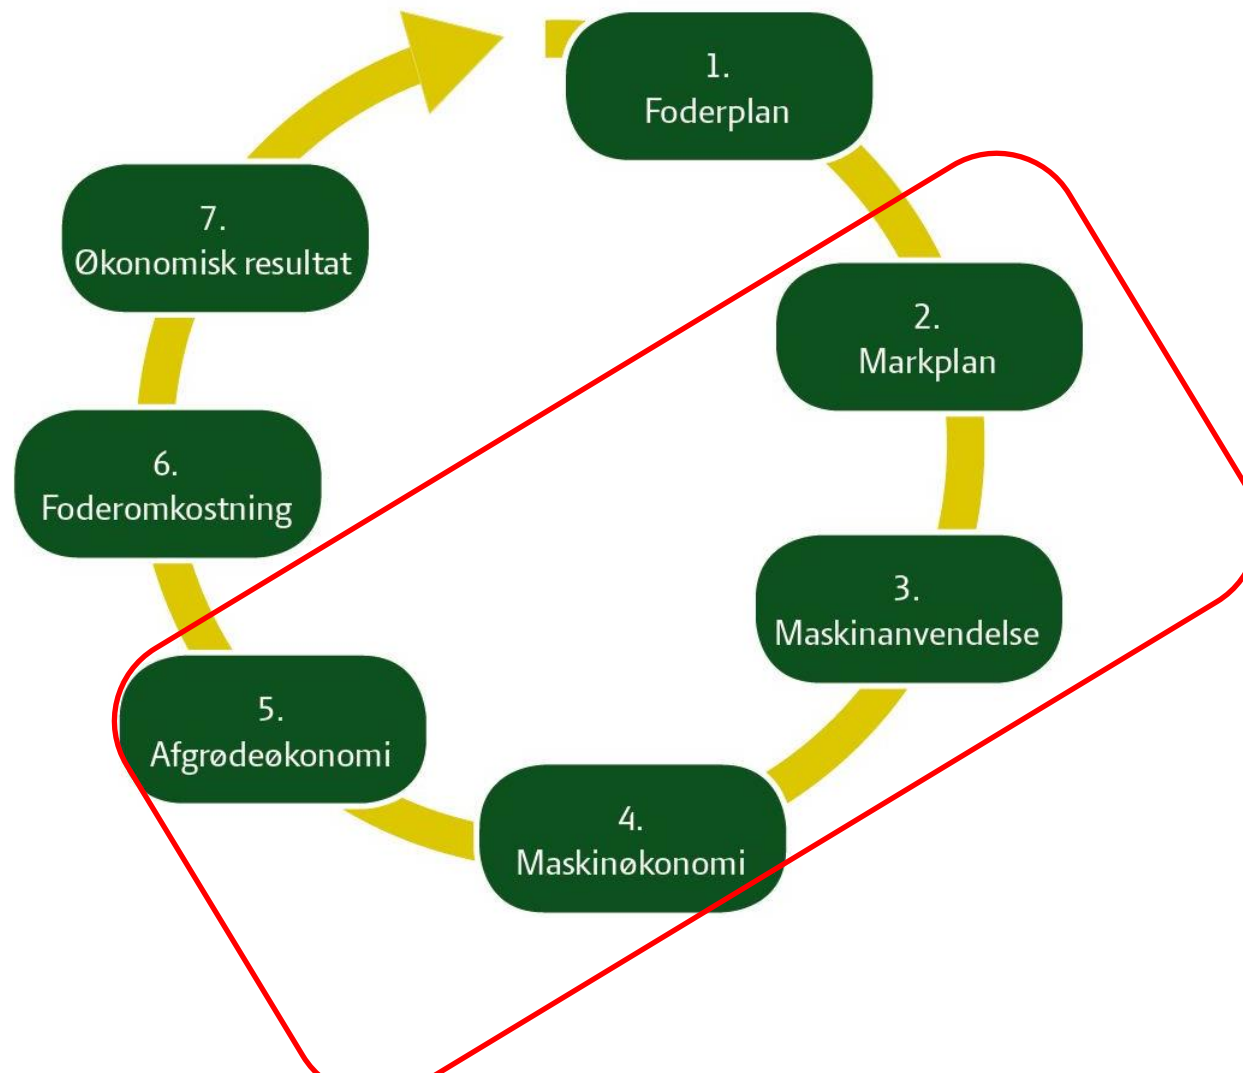 1.
Foderplan
2.
Markplan
3.
Maskinanvendelse
4.
Maskinøkonomi
5.
Afgrødeøkonomi
6.
Foderomkostning
7.
Økonomisk resultat